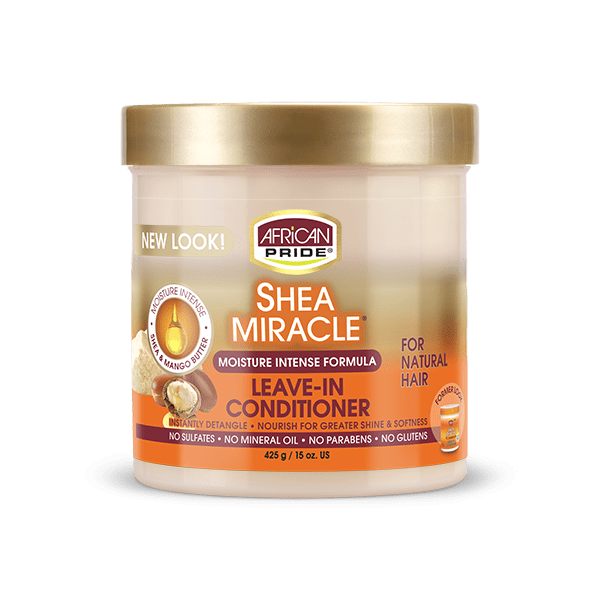 NEW LOOK!
AFRICAN
PRIDE®
MOISTURE INTENSE
SHEA & MANGO BUTTER
SHEA
MIRACLE
MOISTURE INTENSE FORMULA
FOR
NATURAL
HAIR
LEAVE-IN
CONDITIONER
FORMER LOOK
INSTANTLY DETANGLE • NOURISH FOR GREATER SHINE & SOFTNESS
NO SULFATES • NO MINERAL OIL • NO PARABENS • NO GLUTENS
425 g / 15 oz. US